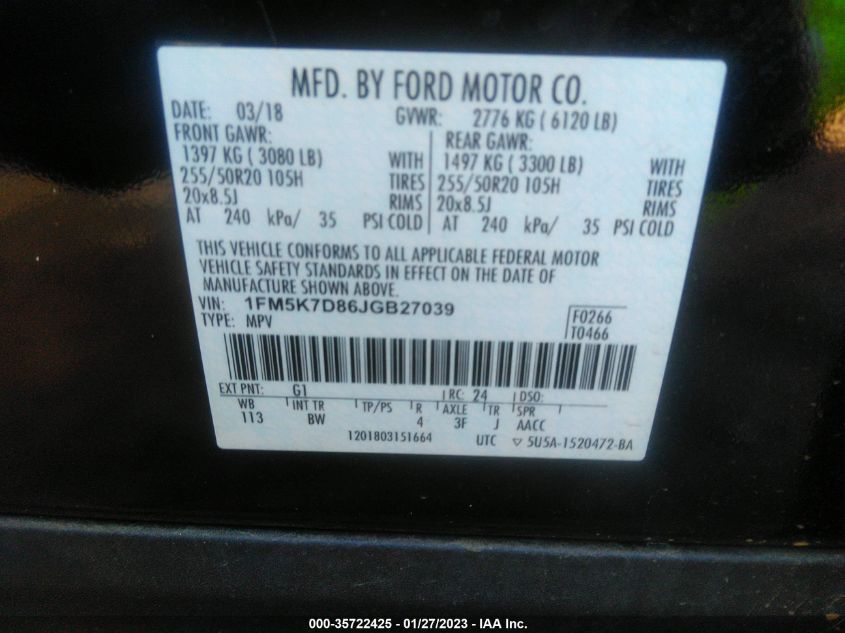 MFD. BY FORD MOTOR CO.
DATE: 03/18 GVWR: 2776 KG ( 6120 LB)
FRONT GAWR: REAR GAWR:
1397 KG ( 3080 LB) WITH 1497 KG ( 3300 LB) WITH
255/50R20 105H TIRES 255/50R20 105H TIRES
20x8.5J RIMS 20x8.5J RIMS
AT 240 kPa/ 35 PSI COLD AT 240 kPa/ 35 PSI COLD
THIS VEHICLE CONFORMS TO ALL APPLICABLE FEDERAL MOTOR
VEHICLE SAFETY STANDARDS IN EFFECT ON THE DATE OF
MANUFACTURE SHOWN ABOVE.
VIN: 1FM5K7D86JGB27039 F0266
TYPE: MPV T0466
EXT PNT: G1 RC: 24 DSO:
WB INT TR TP/PS R AXLE TR SPR
113 BW 4 3F J AACC
1201803151664 UTC ▽ 5U5A-1520472-BA
000-35722425 - 01/27/2023 - IAA Inc.